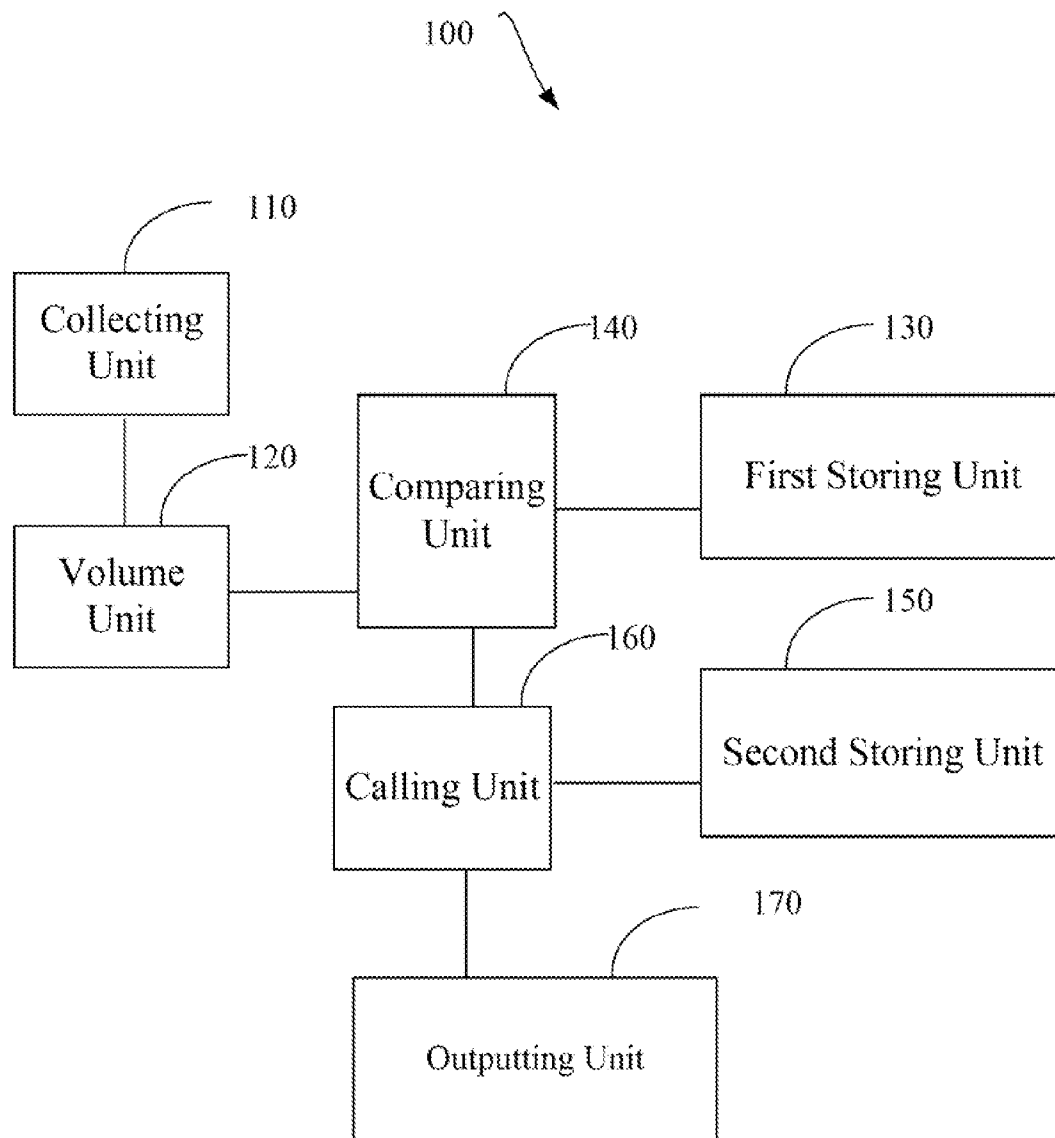 100
110
Collecting
Unit
140
130
120
Comparing
Unit
First Storing Unit
Volume
Unit
150
160
Second Storing Unit
Calling Unit
170
Outputting Unit